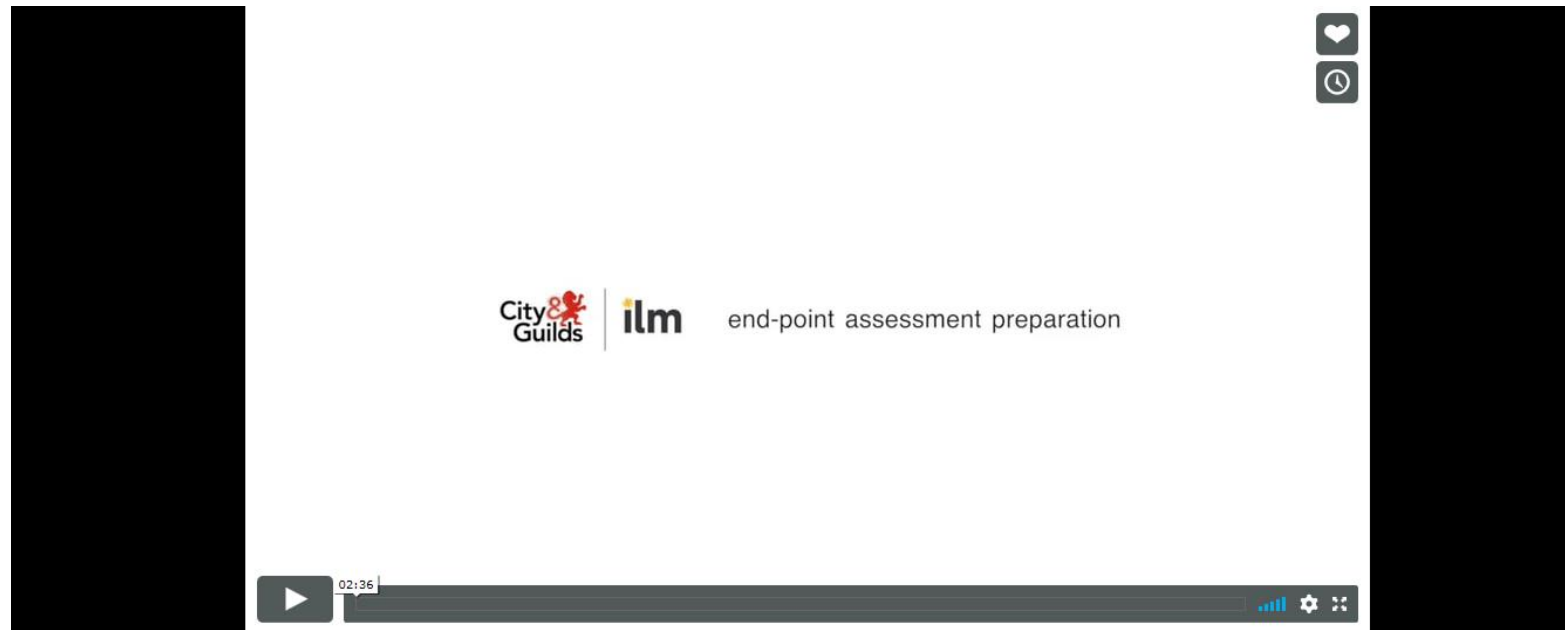 City&
Guilds
ilm
end-point assessment preparation
02:36